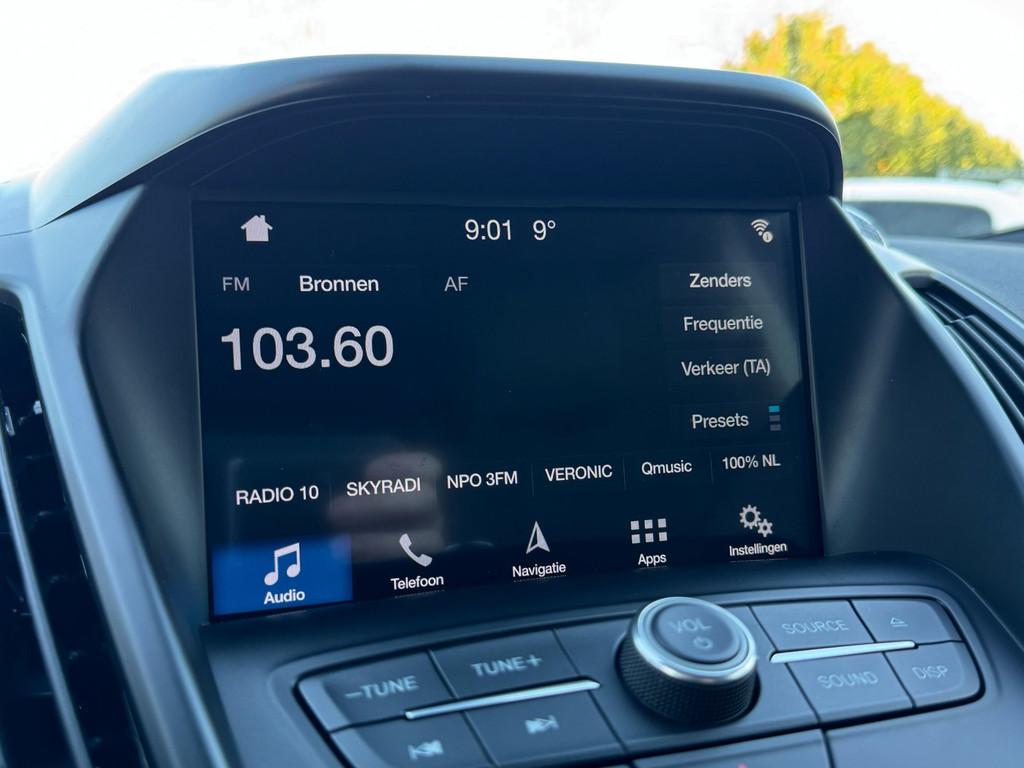 9:01 9°
FM Bronnen AF Zenders
103.60 Frequentie
Verkeer (TA)
Presets
RADIO 10 SKYRADI NPO 3FM VERONIC Qmusic 100% NL
Audio Telefoon Navigatie Apps Instellingen
VOL
–TUNE TUNE+ SOURCE
SOUND DISP